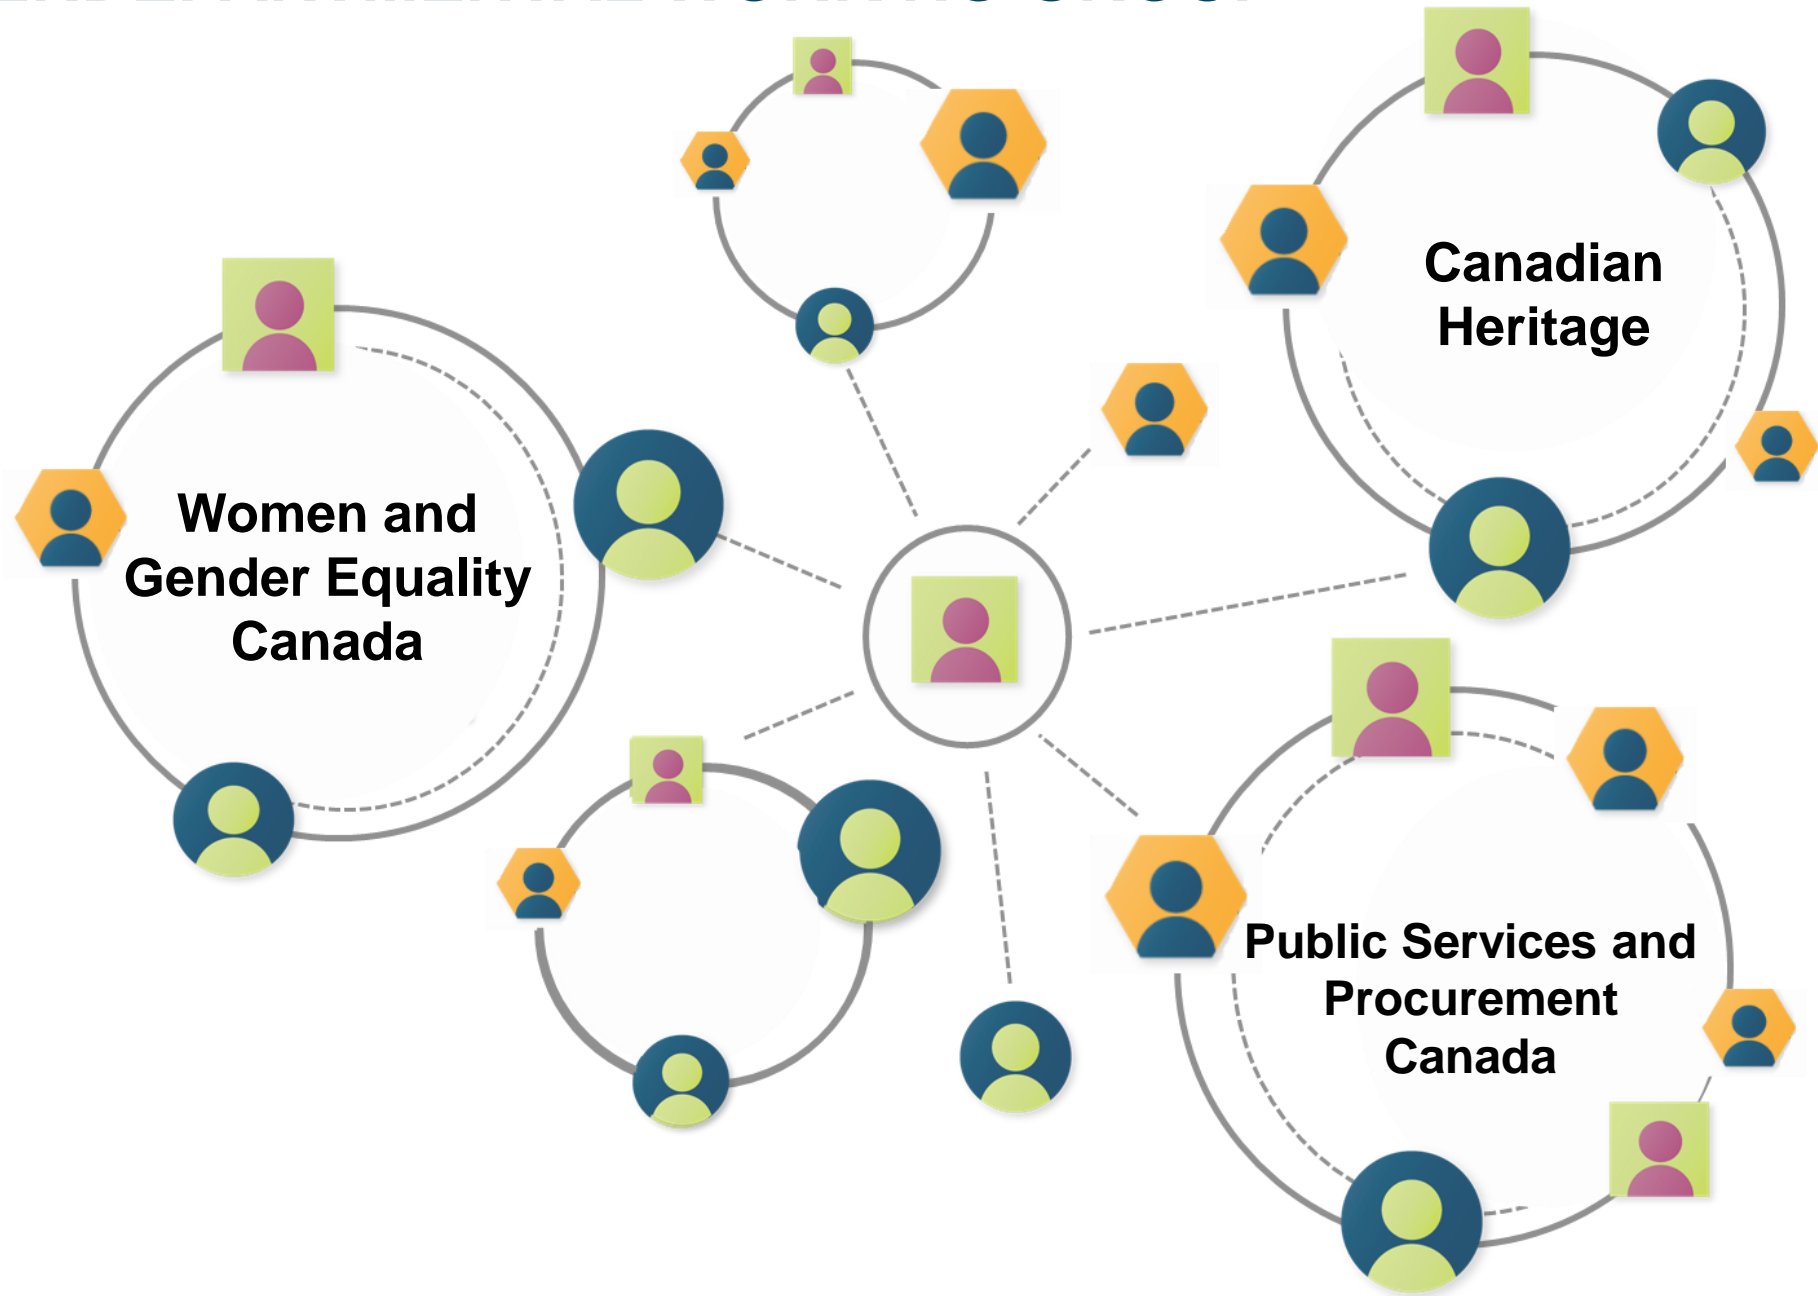 Women and
Gender Equality
Canada
Canadian
Heritage
Public Services and
Procurement
Canada